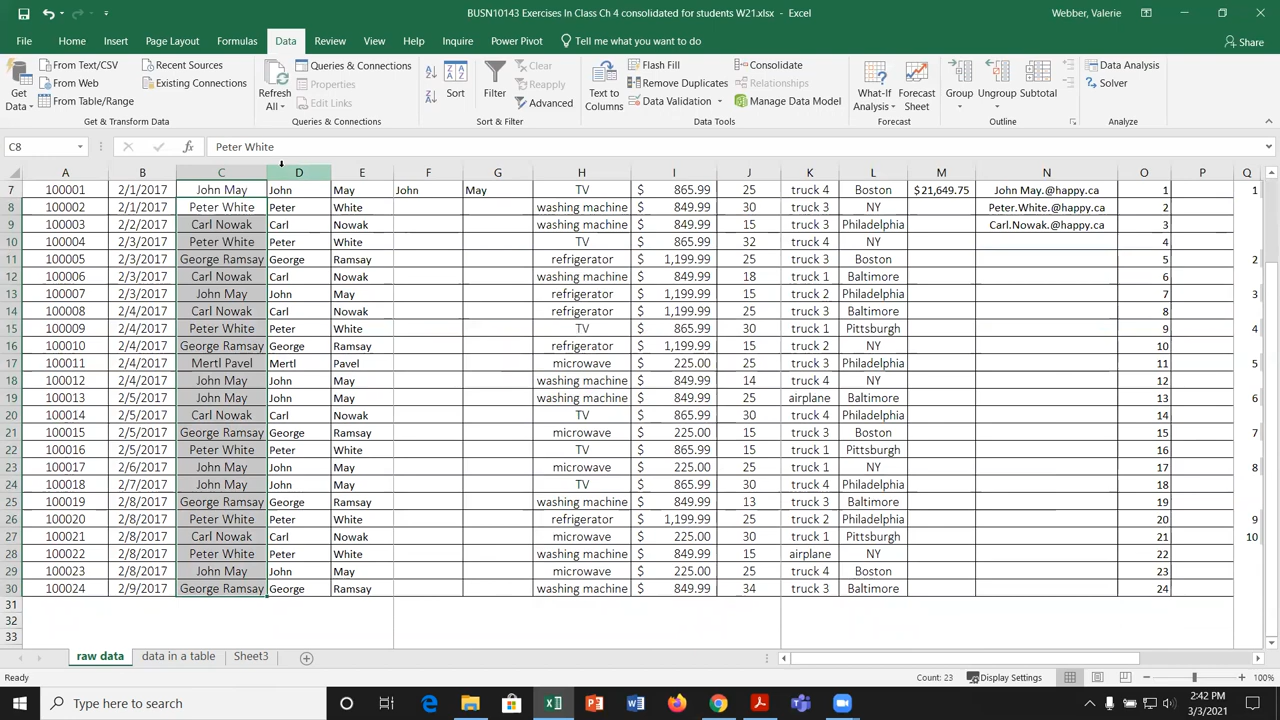 BUSN10143 Exercises In Class Ch 4 consolidated for students W21.xlsx - Excel
Webber, Valerie
File Home Insert Page Layout Formulas Data Review View Help Inquire Power Pivot Tell me what you want to do Share
Get Data
From Text/CSV
From Web
From Table/Range
Recent Sources
Existing Connections
Get & Transform Data
Refresh All
Queries & Connections
Properties
Edit Links
Queries & Connections
Sort
Filter
Clear
Reapply
Advanced
Sort & Filter
Text to Columns
Flash Fill
Remove Duplicates
Data Validation
Consolidate
Relationships
Manage Data Model
Data Tools
What-If Analysis
Forecast Sheet
Forecast
Group
Ungroup
Subtotal
Outline
Data Analysis
Solver
Analyze
C8 fx Peter White
A B C D E F G H I J K L M N O P Q
7 100001 2/1/2017 John May John May John May TV $ 865.99 25 truck 4 Boston $21,649.75 John May.@happy.ca 1 1
8 100002 2/1/2017 Peter White Peter White washing machine $ 849.99 30 truck 3 NY Peter.White.@happy.ca 2
9 100003 2/2/2017 Carl Nowak Carl Nowak washing machine $ 849.99 15 truck 3 Philadelphia Carl.Nowak.@happy.ca 3
10 100004 2/3/2017 Peter White Peter White TV $ 865.99 32 truck 4 NY 4
11 100005 2/3/2017 George Ramsay George Ramsay refrigerator $ 1,199.99 25 truck 3 Boston 5 2
12 100006 2/3/2017 Carl Nowak Carl Nowak washing machine $ 849.99 18 truck 1 Baltimore 6
13 100007 2/3/2017 John May John May refrigerator $ 1,199.99 25 truck 2 Philadelphia 7 3
14 100008 2/4/2017 Carl Nowak Carl Nowak refrigerator $ 1,199.99 25 truck 3 Baltimore 8
15 100009 2/4/2017 Peter White Peter White TV $ 865.99 30 truck 1 Pittsburgh 9 4
16 100010 2/4/2017 George Ramsay George Ramsay refrigerator $ 1,199.99 15 truck 2 NY 10
17 100011 2/4/2017 Mertl Pavel Mertl Pavel microwave $ 225.00 25 truck 3 Philadelphia 11 5
18 100012 2/4/2017 John May John May washing machine $ 849.99 14 truck 4 NY 12
19 100013 2/5/2017 John May John May washing machine $ 849.99 25 airplane Baltimore 13 6
20 100014 2/5/2017 Carl Nowak Carl Nowak TV $ 865.99 30 truck 4 Philadelphia 14
21 100015 2/5/2017 George Ramsay George Ramsay microwave $ 225.00 15 truck 3 Boston 15 7
22 100016 2/5/2017 Peter White Peter White TV $ 865.99 15 truck 1 Pittsburgh 16
23 100017 2/6/2017 John May John May microwave $ 225.00 25 truck 1 NY 17 8
24 100018 2/7/2017 John May John May TV $ 865.99 30 truck 4 Philadelphia 18
25 100019 2/8/2017 George Ramsay George Ramsay washing machine $ 849.99 13 truck 3 Baltimore 19
26 100020 2/8/2017 Peter White Peter White refrigerator $ 1,199.99 25 truck 2 Philadelphia 20 9
27 100021 2/8/2017 Carl Nowak Carl Nowak microwave $ 225.00 30 truck 1 Pittsburgh 21 10
28 100022 2/8/2017 Peter White Peter White washing machine $ 849.99 15 airplane NY 22
29 100023 2/8/2017 John May John May microwave $ 225.00 25 truck 4 Boston 23
30 100024 2/9/2017 George Ramsay George Ramsay washing machine $ 849.99 34 truck 3 Baltimore 24
31
32
33
raw data data in a table Sheet3
Ready Count: 23 Display Settings 100%
Type here to search
2:42 PM
3/3/2021